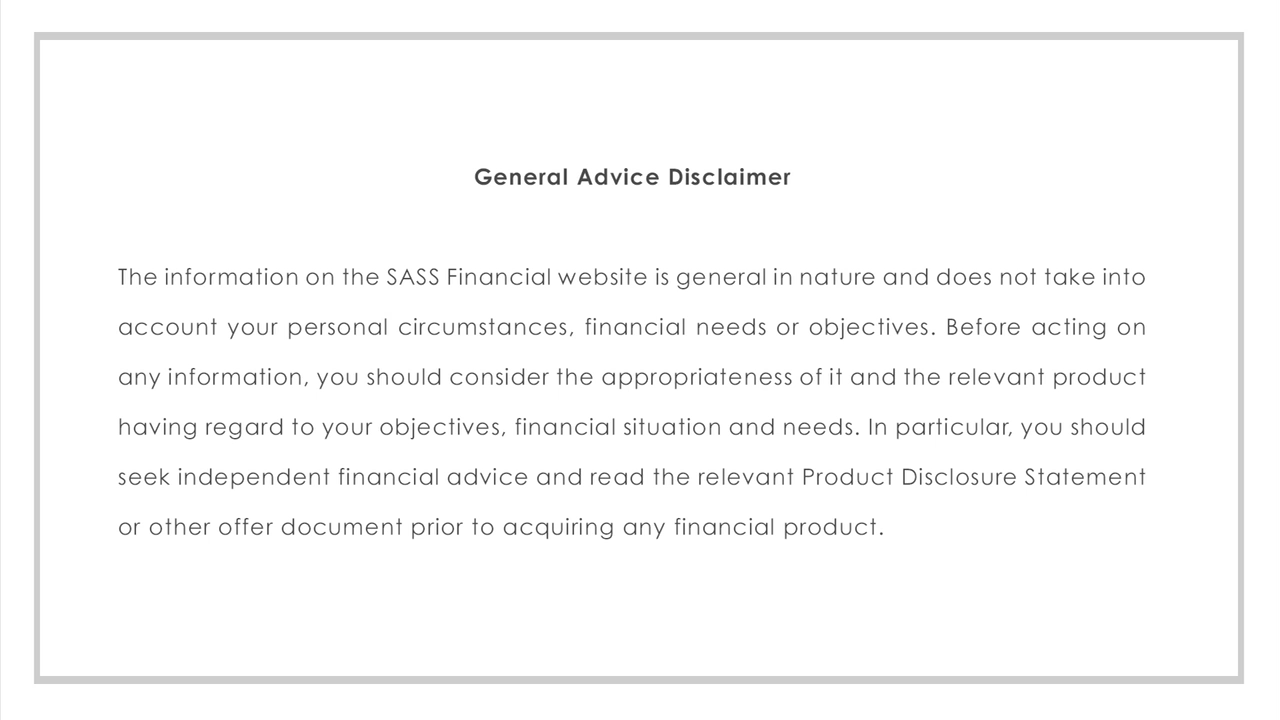 General Advice Disclaimer
The information on the SASS Financial website is general in nature and does not take into
account your personal circumstances, financial needs or objectives. Before acting on
any information, you should consider the appropriateness of it and the relevant product
having regard to your objectives, financial situation and needs. In particular, you should
seek independent financial advice and read the relevant Product Disclosure Statement
or other offer document prior to acquiring any financial product.